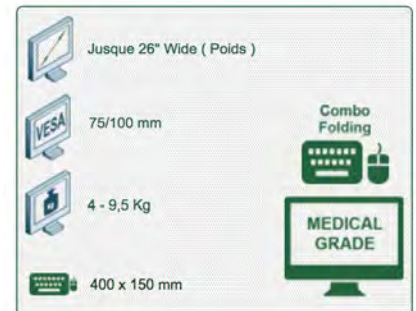 Jusque 26" Wide ( Poids )
VESA
75/100 mm
4 - 9,5 Kg
400 x 150 mm
Combo
Folding
MEDICAL
GRADE